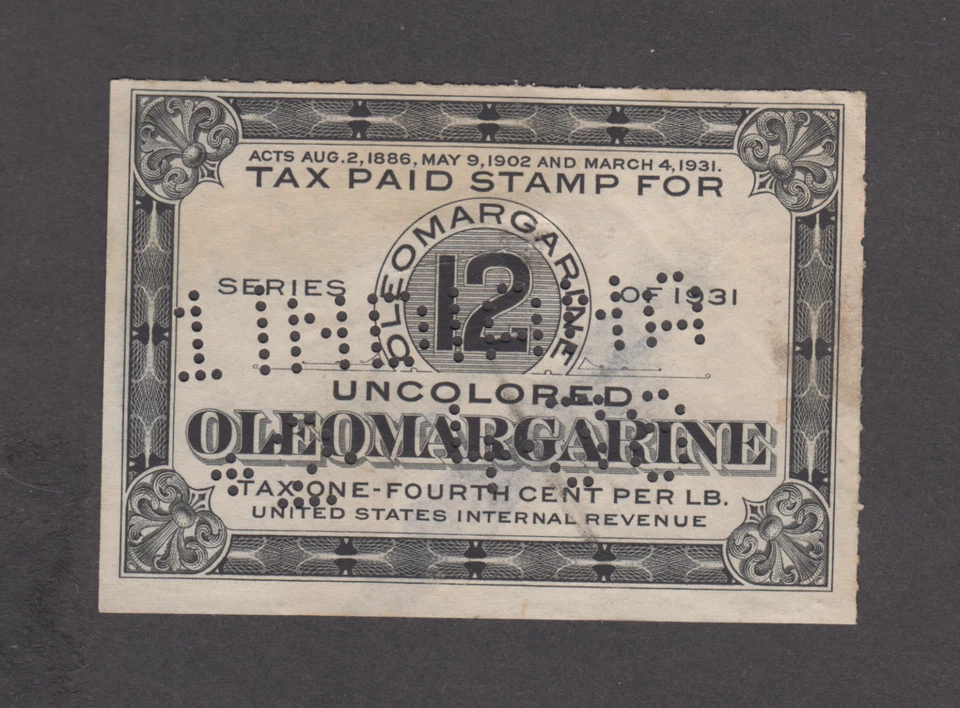 ACTS AUG. 2, 1886, MAY 9, 1902 AND MARCH 4, 1931.
TAX PAID STAMP FOR
OLEOMARGARINE
SERIES 12 OF 1931
UNCOLORED
OLEOMARGARINE
TAX ONE-FOURTH CENT PER LB.
UNITED STATES INTERNAL REVENUE